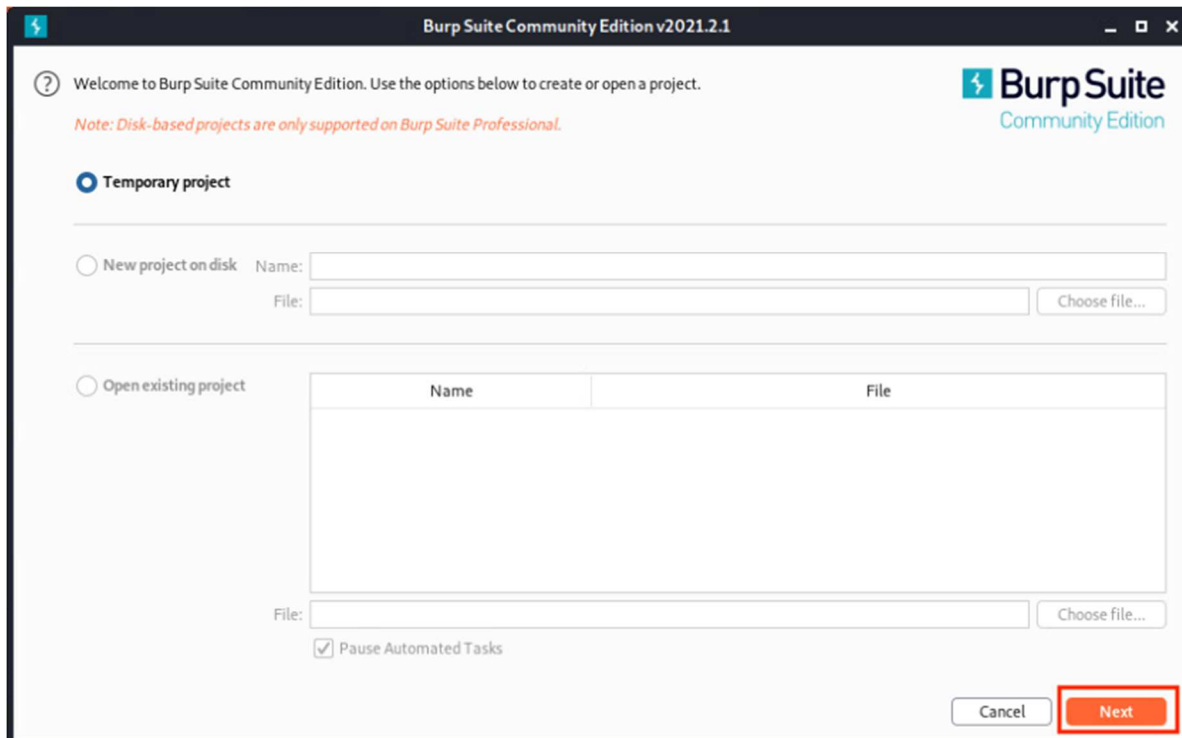 Burp Suite Community Edition v2021.2.1
Welcome to Burp Suite Community Edition. Use the options below to create or open a project.
Note: Disk-based projects are only supported on Burp Suite Professional.
Burp Suite
Community Edition
Temporary project
New project on disk Name:
File: Choose file...
Open existing project Name File
File: Choose file...
Pause Automated Tasks
Cancel Next